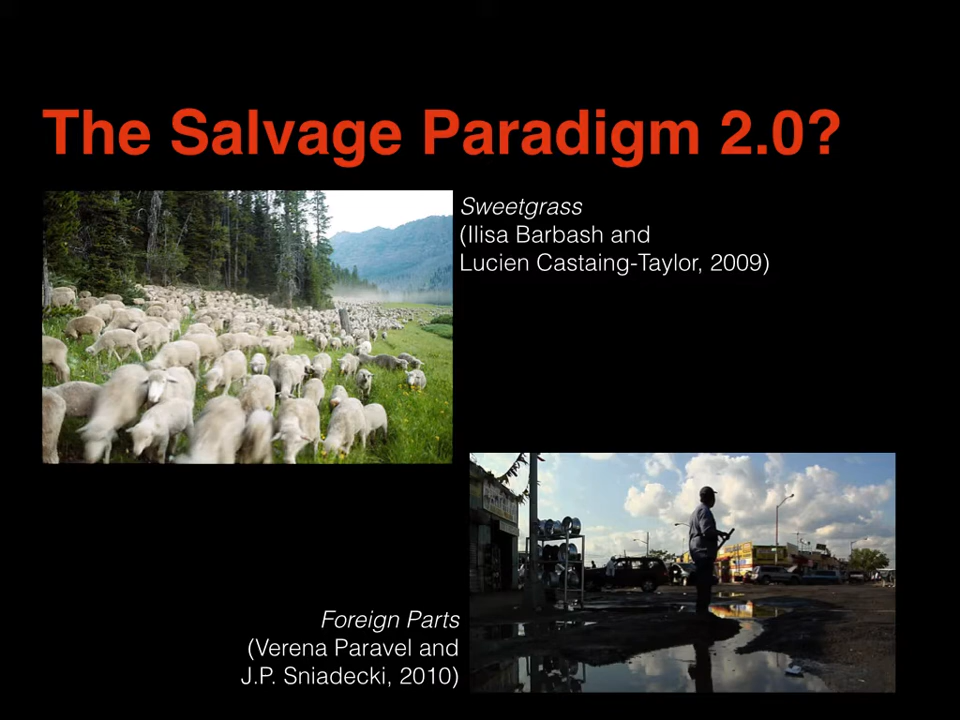 The Salvage Paradigm 2.0?
Sweetgrass
(Ilisa Barbash and
Lucien Castaing-Taylor, 2009)
Foreign Parts
(Verena Paravel and
J.P. Sniadecki, 2010)